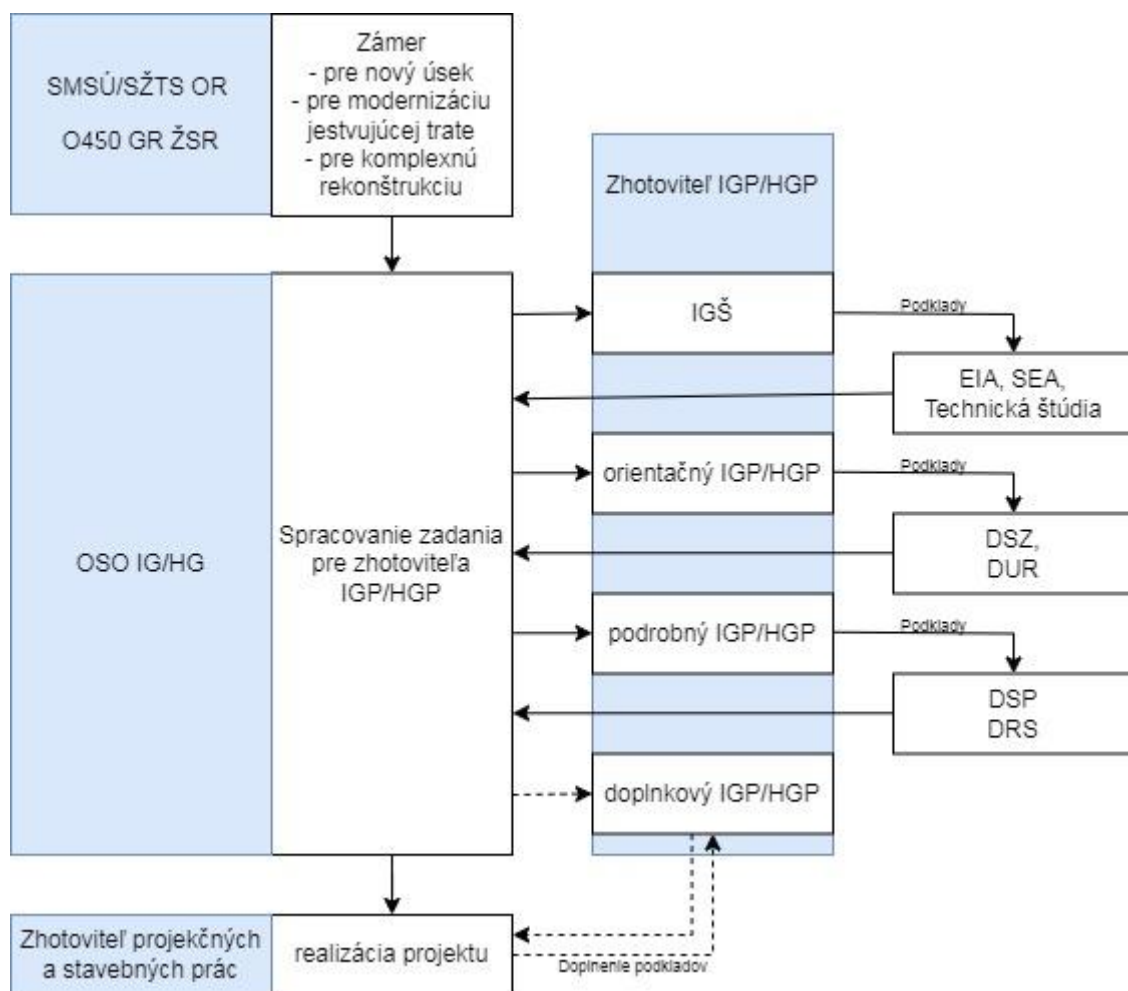 SMSÚ/SŽTS OR
O450 GR ŽSR
Zámer
- pre nový úsek
- pre modernizáciu
jestvujúcej trate
- pre komplexnú
rekonštrukciu
Zhotoviteľ IGP/HGP
OSO IG/HG
Spracovanie zadania
pre zhotoviteľa
IGP/HGP
IGŠ
Podklady
EIA, SEA,
Technická štúdia
orientačný IGP/HGP
Podklady
DSZ,
DUR
podrobný IGP/HGP
Podklady
DSP
DRS
doplnkový IGP/HGP
Zhotoviteľ projekčných
a stavebných prác
realizácia projektu
Doplnenie podkladov